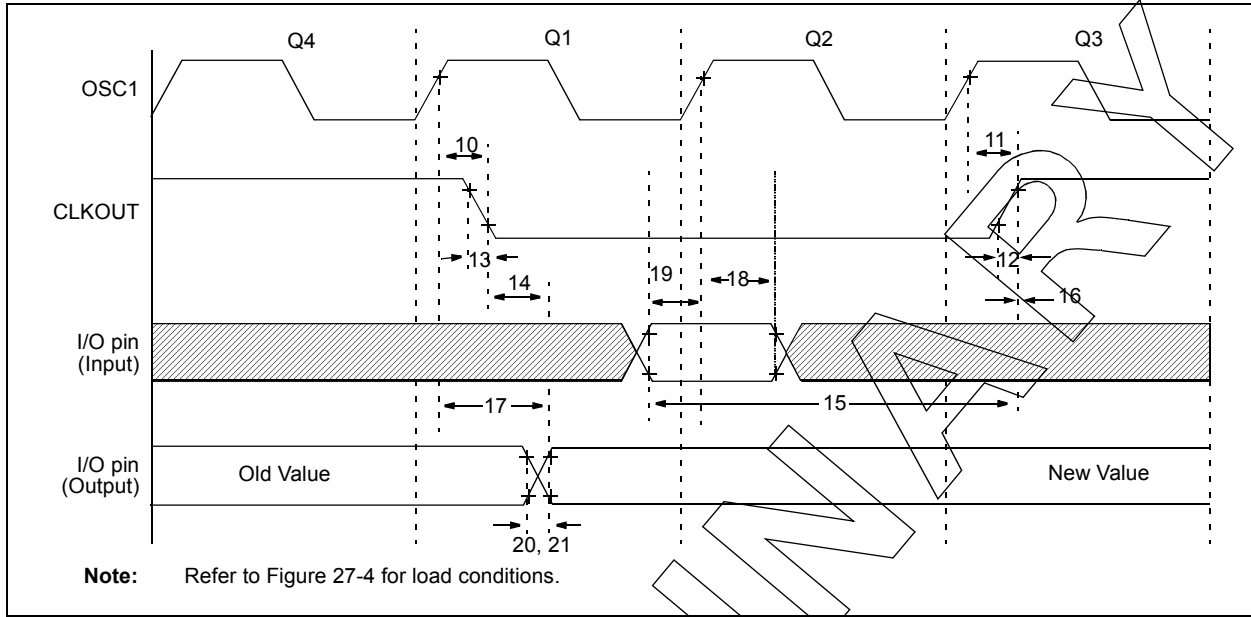 Q4 Q1 Q2 Q3
OSC1
10 11
CLKOUT
13 19 18 12
14 16
I/O pin
(Input)
17 15
I/O pin
(Output)
Old Value New Value
20, 21
Note: Refer to Figure 27-4 for load conditions.
INARY